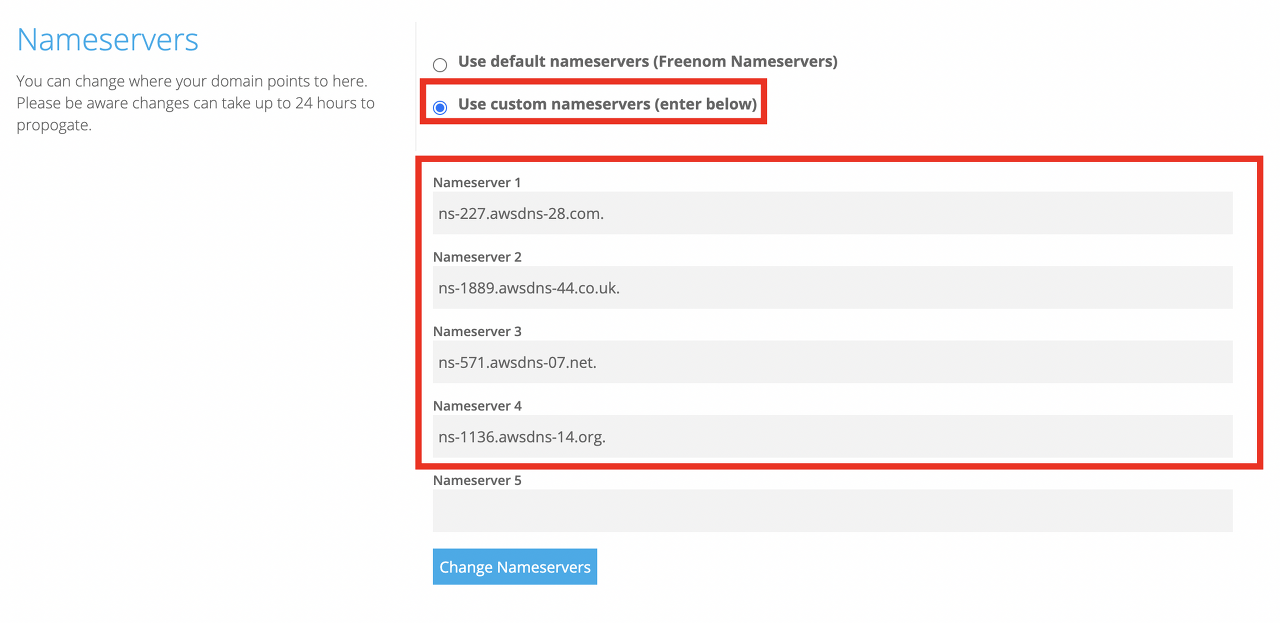 Nameservers
You can change where your domain points to here.
Please be aware changes can take up to 24 hours to
propogate.
Use default nameservers (Freenom Nameservers)
Use custom nameservers (enter below)
Nameserver 1
ns-227.awsdns-28.com.
Nameserver 2
ns-1889.awsdns-44.co.uk.
Nameserver 3
ns-571.awsdns-07.net.
Nameserver 4
ns-1136.awsdns-14.org.
Nameserver 5
Change Nameservers